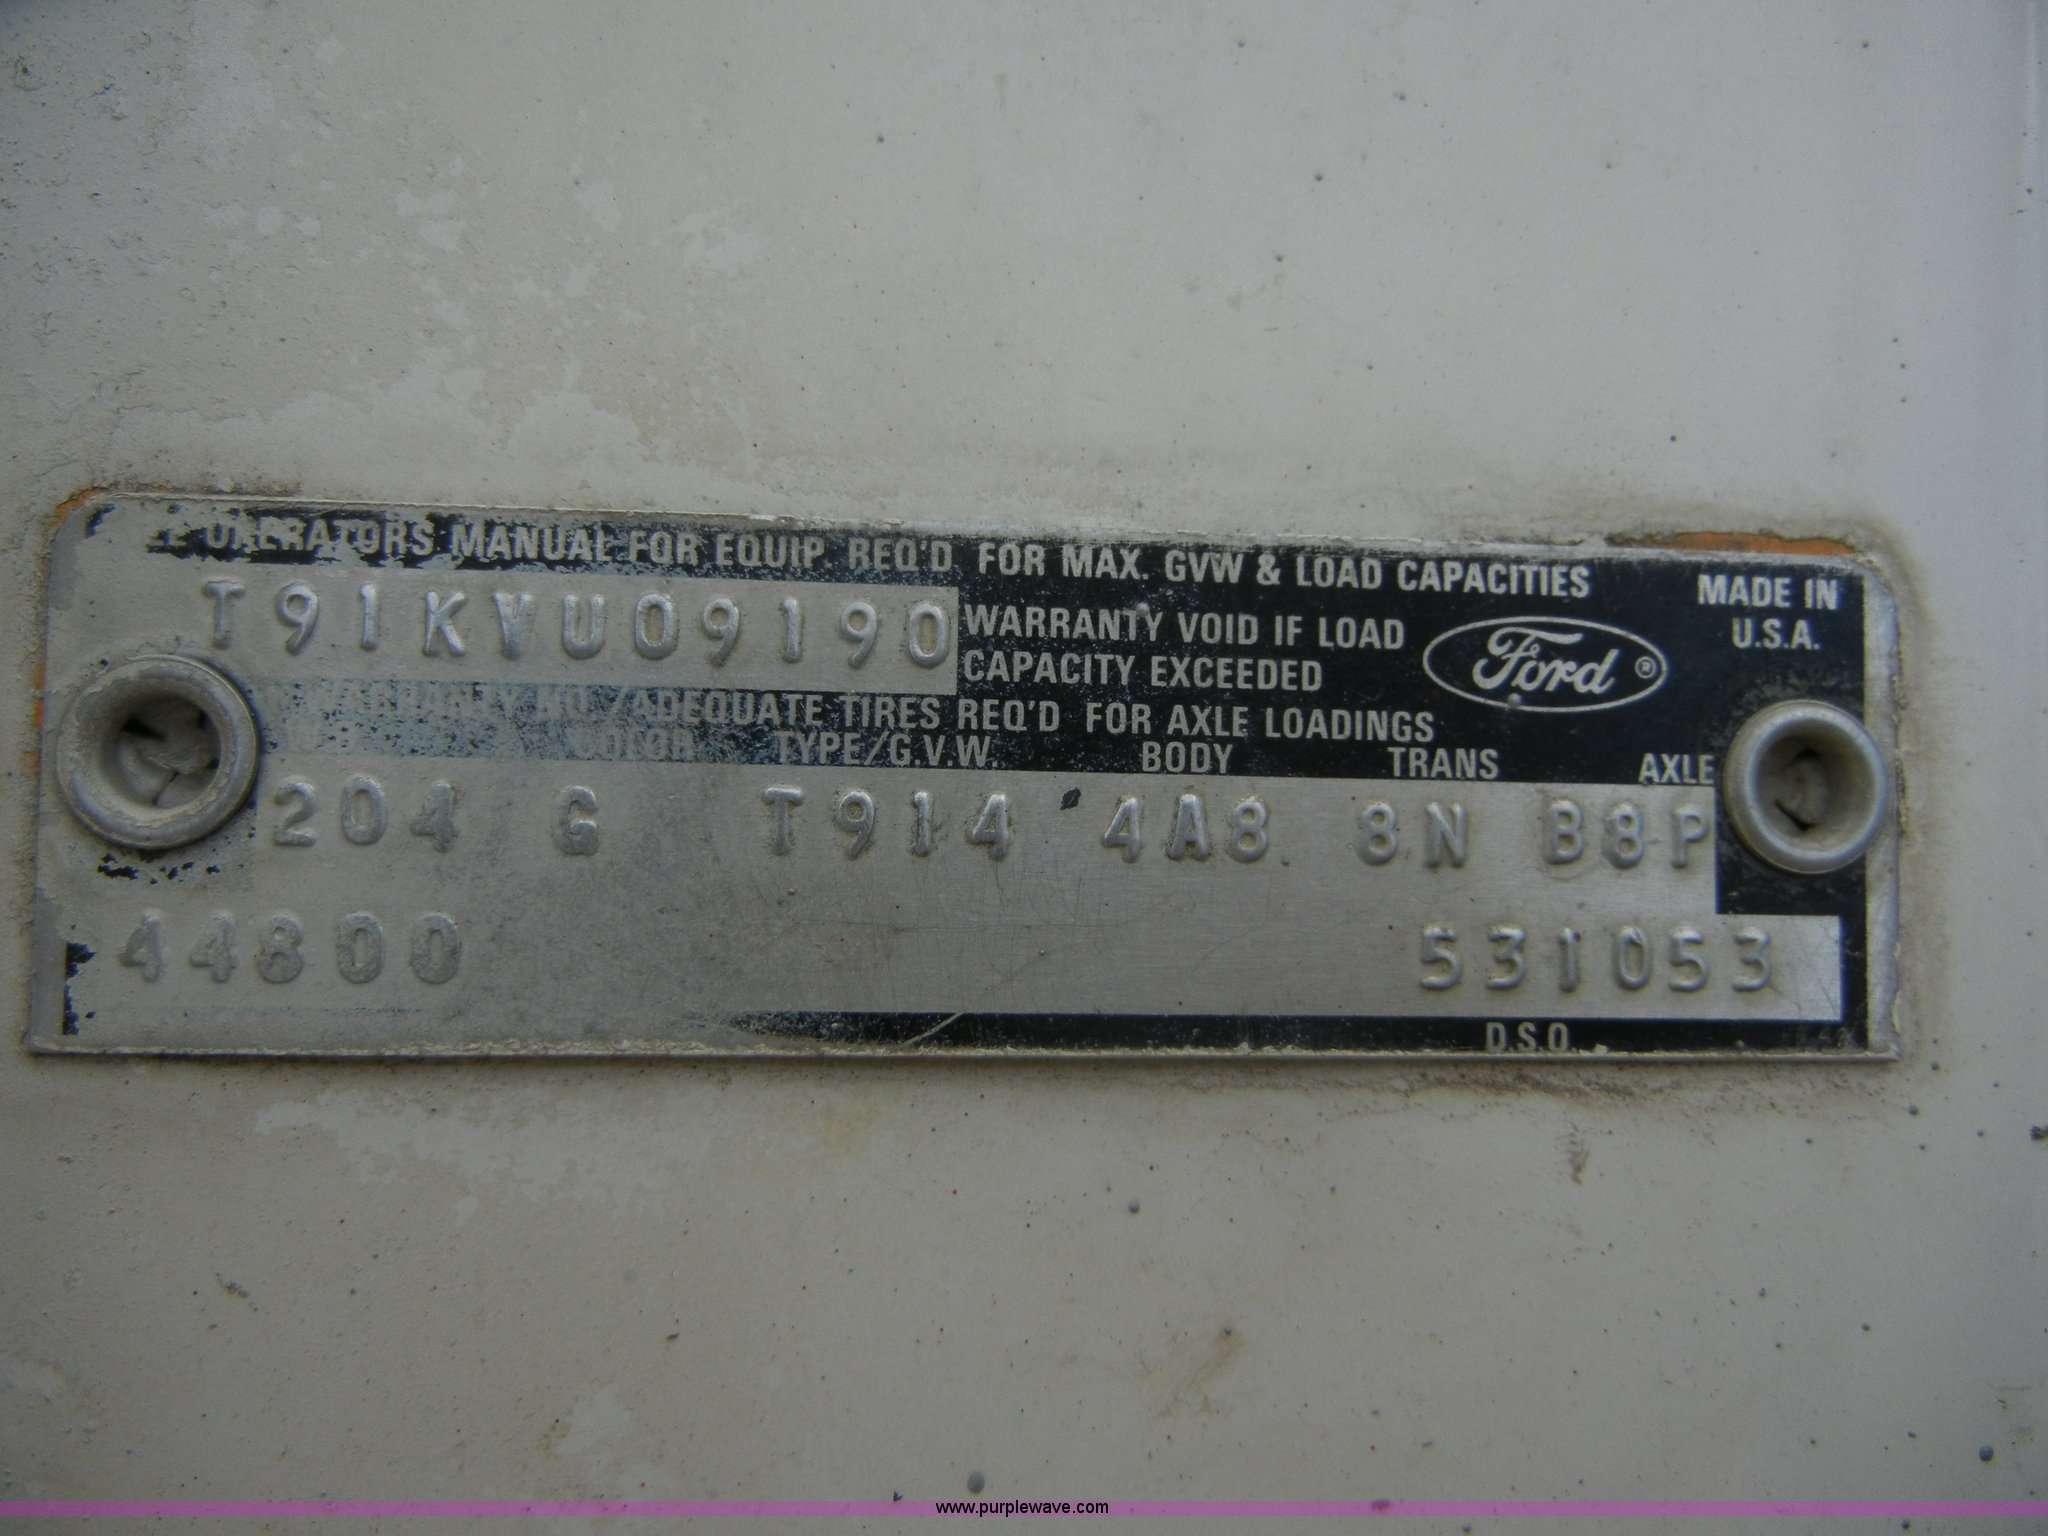 OPERATORS MANUAL FOR EQUIP. REQ'D FOR MAX. GVW & LOAD CAPACITIES
MADE IN
U.S.A.
T91KVU09190
WARRANTY VOID IF LOAD
CAPACITY EXCEEDED
Ford ®
WARRANTY NO./ADEQUATE TIRES REQ'D FOR AXLE LOADINGS
COLOR TYPE/G.V.W. BODY TRANS AXLE
204 G T914 4A8 8N B8P
44800 531053
D.S.O.
www.purplewave.com